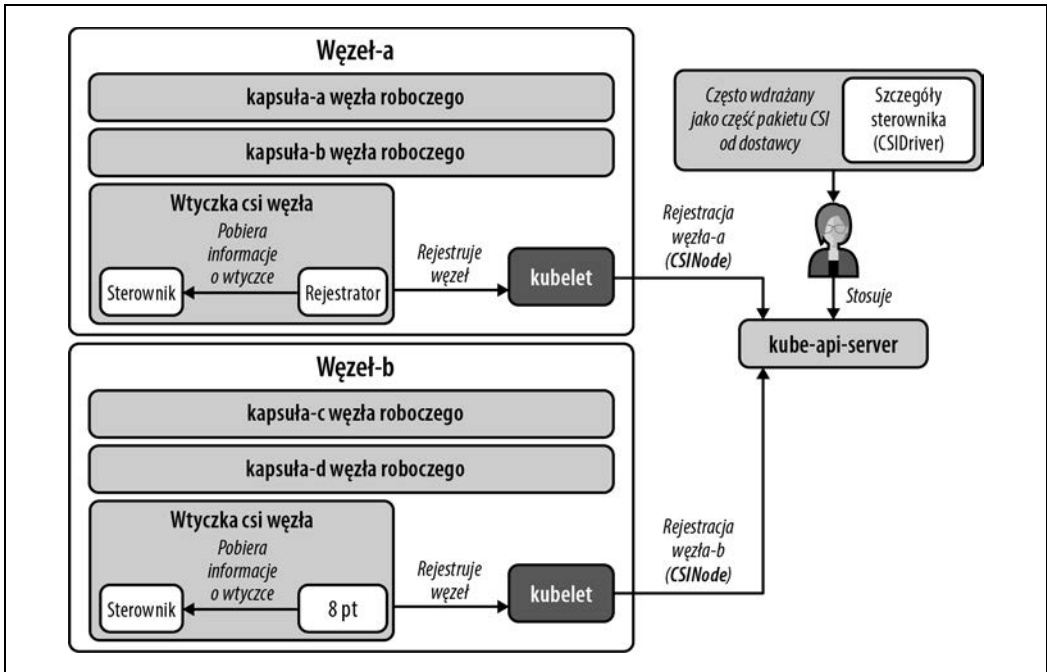 Węzeł-a
kapsuła-a węzła roboczego
kapsuła-b węzła roboczego
Wtyczka csi węzła
Pobiera
informacje
o wtyczce
Sterownik
Rejestrator
Rejestruje
węzeł
kubelet
Rejestracja
węzła-a
(CSINode)
Często wdrażany
jako część pakietu CSI
od dostawcy
Szczegóły
sterownika
(CSIDriver)
Stosuje
kube-api-server
Węzeł-b
kapsuła-c węzła roboczego
kapsuła-d węzła roboczego
Wtyczka csi węzła
Pobiera
informacje
o wtyczce
Sterownik
8 pt
Rejestruje
węzeł
kubelet
Rejestracja
węzła-b
(CSINode)